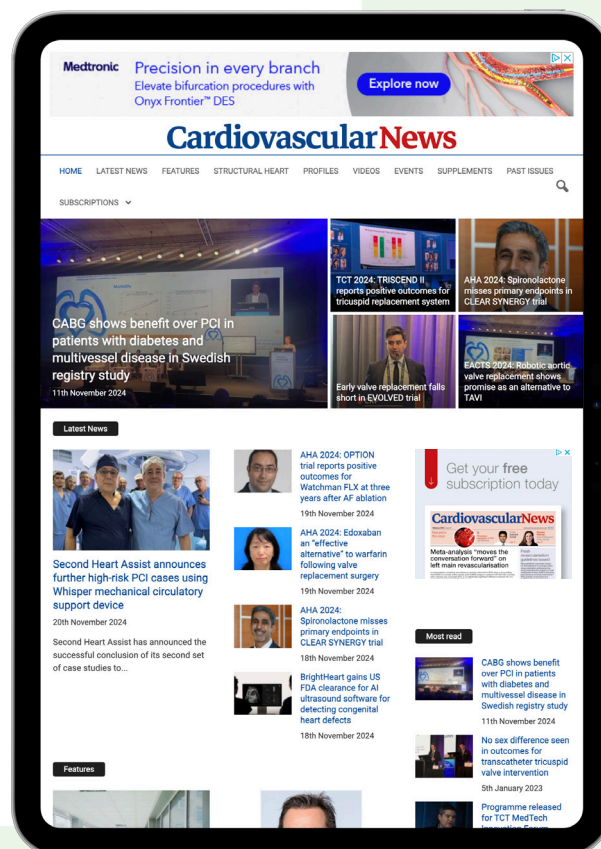 Medtronic
Precision in every branch
Elevate bifurcation procedures with
Onyx Frontier™ DES
Explore now
CardiovascularNews
HOME LATEST NEWS FEATURES STRUCTURAL HEART PROFILES VIDEOS EVENTS SUPPLEMENTS PAST ISSUES
SUBSCRIPTIONS
CABG shows benefit over PCI in
patients with diabetes and
multivessel disease in Swedish
registry study
11th November 2024
TCT 2024: TRISCEND II
reports positive outcomes for
tricuspid replacement system
AHA 2024: Spironolactone
misses primary endpoints in
CLEAR SYNERGY trial
Early valve replacement falls
short in EVOLVED trial
EACTS 2024: Robotic aortic
valve replacement shows
promise as an alternative to
TAVI
Latest News
Second Heart Assist announces
further high-risk PCI cases using
Whisper mechanical circulatory
support device
20th November 2024
Second Heart Assist has announced the
successful conclusion of its second set
of case studies to...
AHA 2024: OPTION
trial reports positive
outcomes for
Watchman FLX at three
years after AF ablation
19th November 2024
AHA 2024: Edoxaban
an “effective
alternative” to warfarin
following valve
replacement surgery
19th November 2024
AHA 2024:
Spironolactone misses
primary endpoints in
CLEAR SYNERGY trial
18th November 2024
BrightHeart gains US
FDA clearance for AI
ultrasound software for
detecting congenital
heart defects
18th November 2024
Get your free
subscription today
CardiovascularNews
Meta-analysis “moves the
conversation forward” on
left main revascularisation
Most read
CABG shows benefit
over PCI in patients
with diabetes and
multivessel disease in
Swedish registry study
11th November 2024
No sex difference seen
in outcomes for
transcatheter tricuspid
valve intervention
5th January 2023
Programme released
for TCT MedTech
Innovation Forum
Features